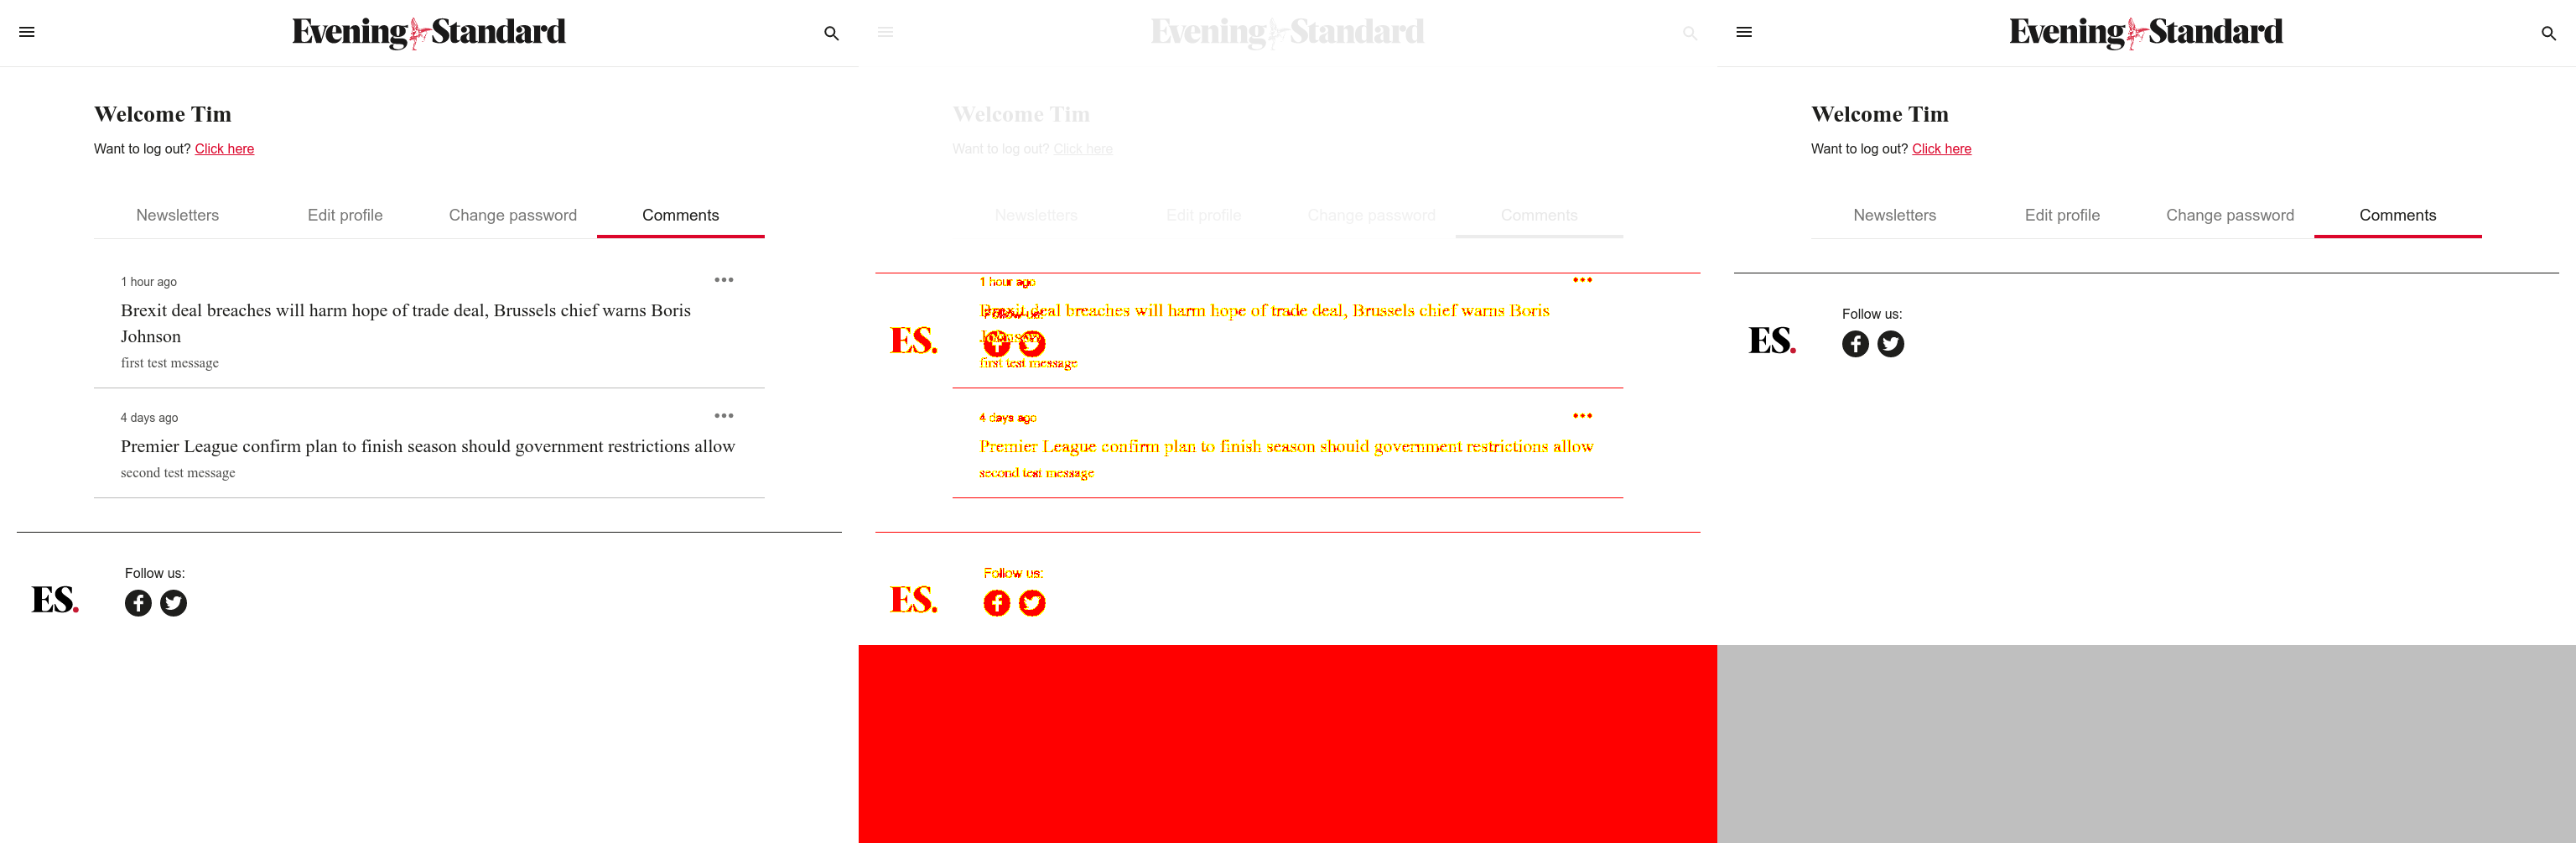 Evening Standard
Welcome Tim
Want to log out? Click here
Newsletters Edit profile Change password Comments
1 hour ago
Brexit deal breaches will harm hope of trade deal, Brussels chief warns Boris
Johnson
first test message
4 days ago
Premier League confirm plan to finish season should government restrictions allow
second test message
Follow us:
ES.
Evening Standard
Welcome Tim
Want to log out? Click here
Newsletters Edit profile Change password Comments
1 hour ago
Brexit deal breaches will harm hope of trade deal, Brussels chief warns Boris
Follow us:
Johnson
ES.
first test message
4 days ago
Premier League confirm plan to finish season should government restrictions allow
second test message
Follow us:
ES.
Evening Standard
Welcome Tim
Want to log out? Click here
Newsletters Edit profile Change password Comments
Follow us:
ES.